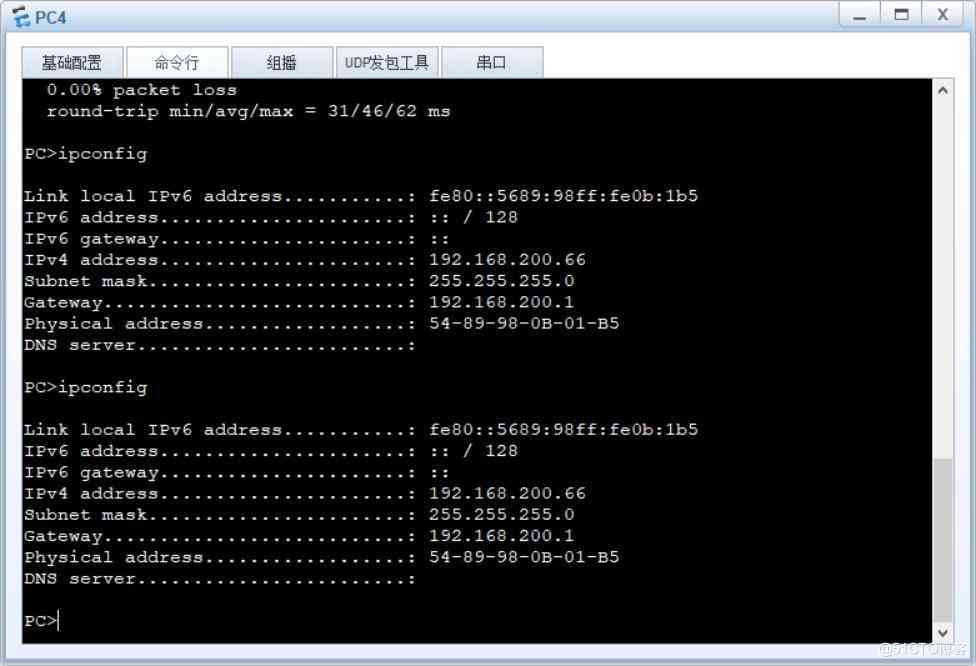 PC4
基础配置 命令行 组播 UDP发包工具 串口
0.00% packet loss
round-trip min/avg/max = 31/46/62 ms
PC>ipconfig
Link local IPv6 address...........: fe80::5689:98ff:fe0b:1b5
IPv6 address......................: :: / 128
IPv6 gateway......................: ::
IPv4 address......................: 192.168.200.66
Subnet mask.......................: 255.255.255.0
Gateway...........................: 192.168.200.1
Physical address..................: 54-89-98-0B-01-B5
DNS server........................:
PC>ipconfig
Link local IPv6 address...........: fe80::5689:98ff:fe0b:1b5
IPv6 address......................: :: / 128
IPv6 gateway......................: ::
IPv4 address......................: 192.168.200.66
Subnet mask.......................: 255.255.255.0
Gateway...........................: 192.168.200.1
Physical address..................: 54-89-98-0B-01-B5
DNS server........................:
PC>
@51CTO博客